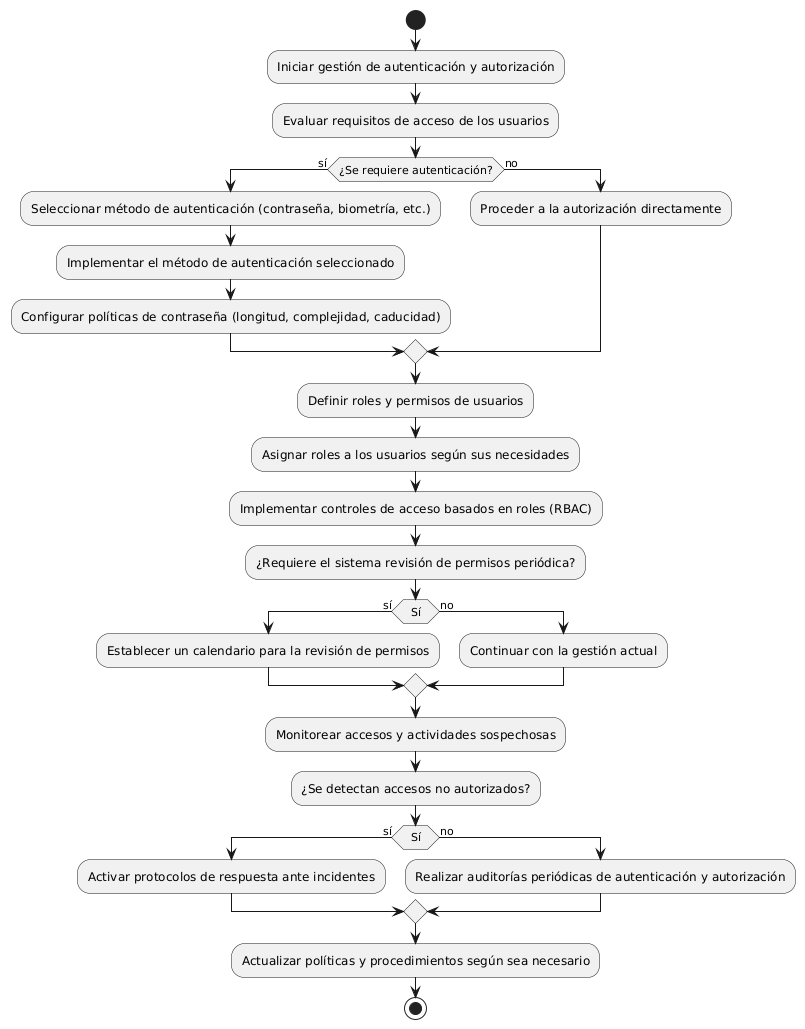 Iniciar gestión de autenticación y autorización
Evaluar requisitos de acceso de los usuarios
sí
¿Se requiere autenticación?
no
Seleccionar método de autenticación (contraseña, biometría, etc.)
Proceder a la autorización directamente
Implementar el método de autenticación seleccionado
Configurar políticas de contraseña (longitud, complejidad, caducidad)
Definir roles y permisos de usuarios
Asignar roles a los usuarios según sus necesidades
Implementar controles de acceso basados en roles (RBAC)
¿Requiere el sistema revisión de permisos periódica?
sí
Sí
no
Establecer un calendario para la revisión de permisos
Continuar con la gestión actual
Monitorear accesos y actividades sospechosas
¿Se detectan accesos no autorizados?
sí
Sí
no
Activar protocolos de respuesta ante incidentes
Realizar auditorías periódicas de autenticación y autorización
Actualizar políticas y procedimientos según sea necesario